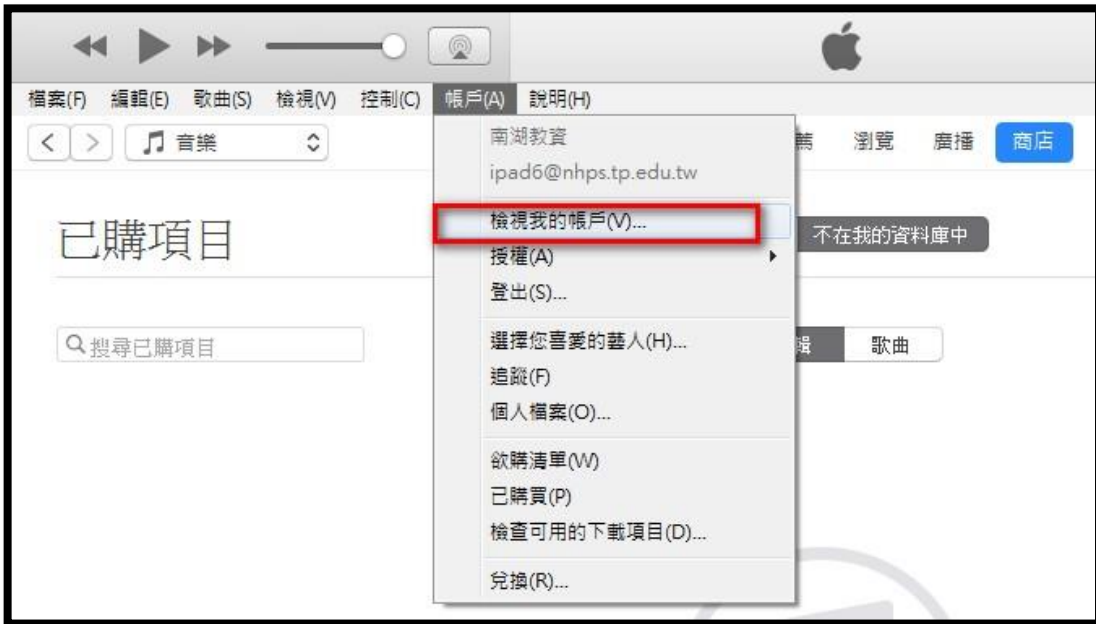 檔案(F) 編輯(E) 歌曲(S) 檢視(V) 控制(C) 帳戶(A) 說明(H)
音樂
薦 瀏覽 廣播 商店
南湖教資
ipad6@nhps.tp.edu.tw
檢視我的帳戶(V)...
授權(A)
登出(S)...
選擇您喜愛的藝人(H)...
追蹤(F)
個人檔案(O)...
欲購清單(W)
已購買(P)
檢查可用的下載項目(D)...
兌換(R)...
已購項目
不在我的資料庫中
搜尋已購項目
輯 歌曲